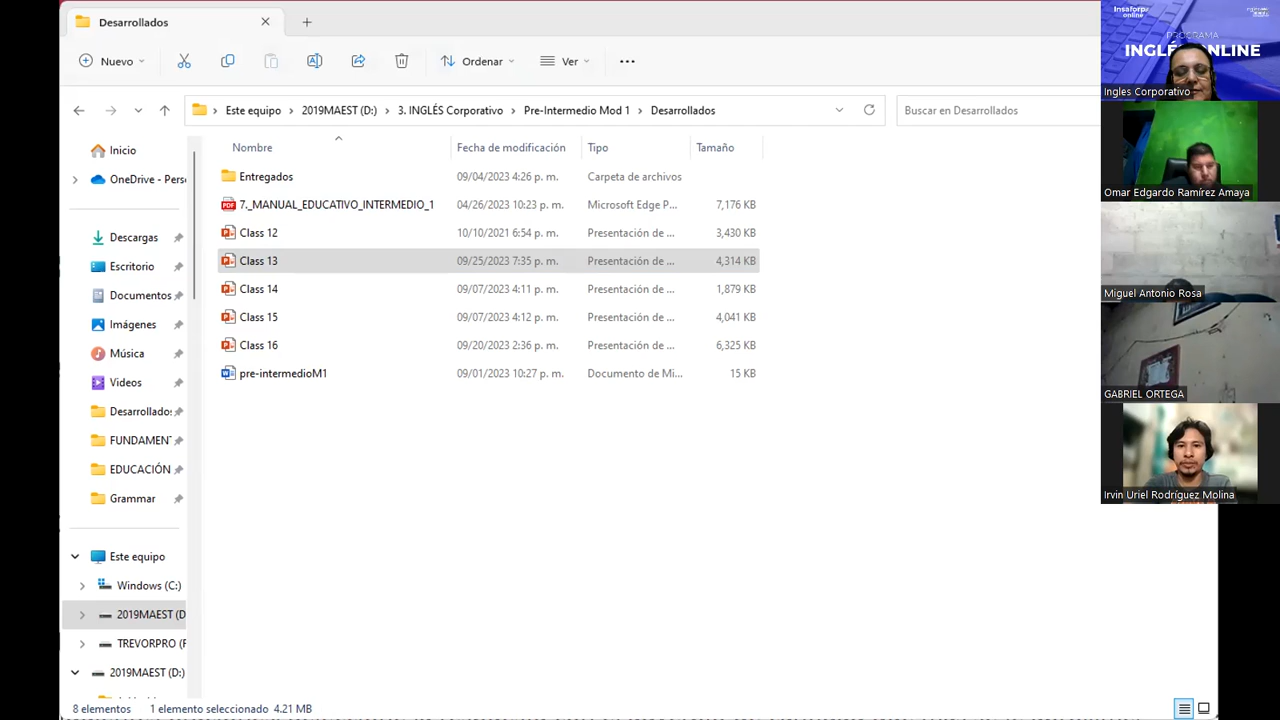 Desarrollados
Nuevo
Ordenar
Ver
Este equipo
2019MAEST (D:)
3. INGLÉS Corporativo
Pre-Intermedio Mod 1
Desarrollados
Buscar en Desarrollados
Inicio
OneDrive - Perso
Descargas
Escritorio
Documentos
Imágenes
Música
Videos
Desarrollados
FUNDAMENT
EDUCACIÓN
Grammar
Este equipo
Windows (C:)
2019MAEST (D
TREVORPRO (F
2019MAEST (D:)
Nombre Fecha de modificación Tipo Tamaño
Entregados 09/04/2023 4:26 p. m. Carpeta de archivos
7._MANUAL_EDUCATIVO_INTERMEDIO_1 04/26/2023 10:23 p. m. Microsoft Edge P... 7,176 KB
Class 12 10/10/2021 6:54 p. m. Presentación de ... 3,430 KB
Class 13 09/25/2023 7:35 p. m. Presentación de ... 4,314 KB
Class 14 09/07/2023 4:11 p. m. Presentación de ... 1,879 KB
Class 15 09/07/2023 4:12 p. m. Presentación de ... 4,041 KB
Class 16 09/20/2023 2:36 p. m. Presentación de ... 6,325 KB
pre-intermedioM1 09/01/2023 10:27 p. m. Documento de Mi... 15 KB
8 elementos 1 elemento seleccionado 4.21 MB
Insaforp
online
PROGRAMA
INGLÉS ONLINE
Ingles Corporativo
Omar Edgardo Ramírez Amaya
Miguel Antonio Rosa
GABRIEL ORTEGA
Irvin Uriel Rodríguez Molina